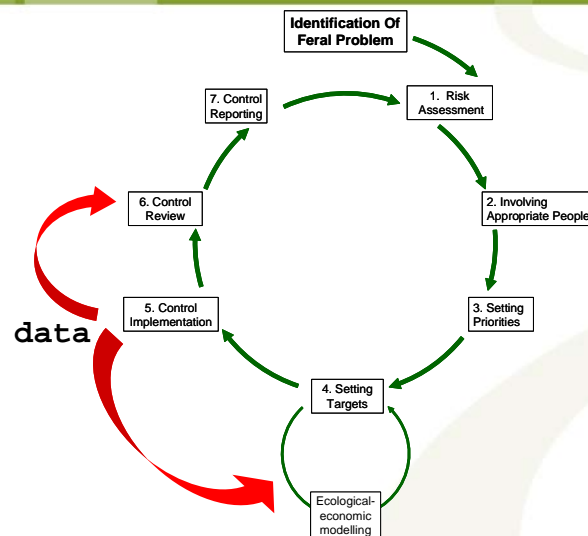 Identification Of
Feral Problem
1. Risk
Assessment
2. Involving
Appropriate People
3. Setting
Priorities
4. Setting
Targets
Ecological-
economic
modelling
5. Control
Implementation
data
6. Control
Review
7. Control
Reporting